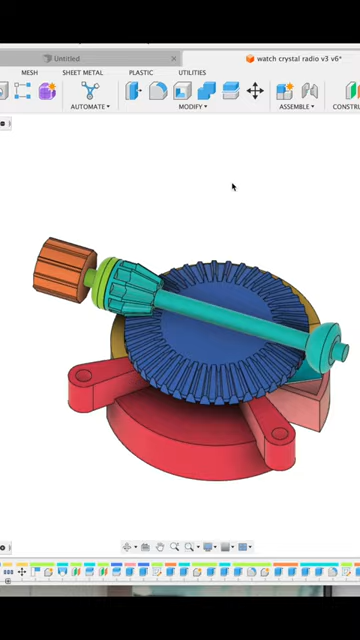 Untitled
watch crystal radio v3 v6*
MESH SHEET METAL PLASTIC UTILITIES
AUTOMATE MODIFY ASSEMBLE